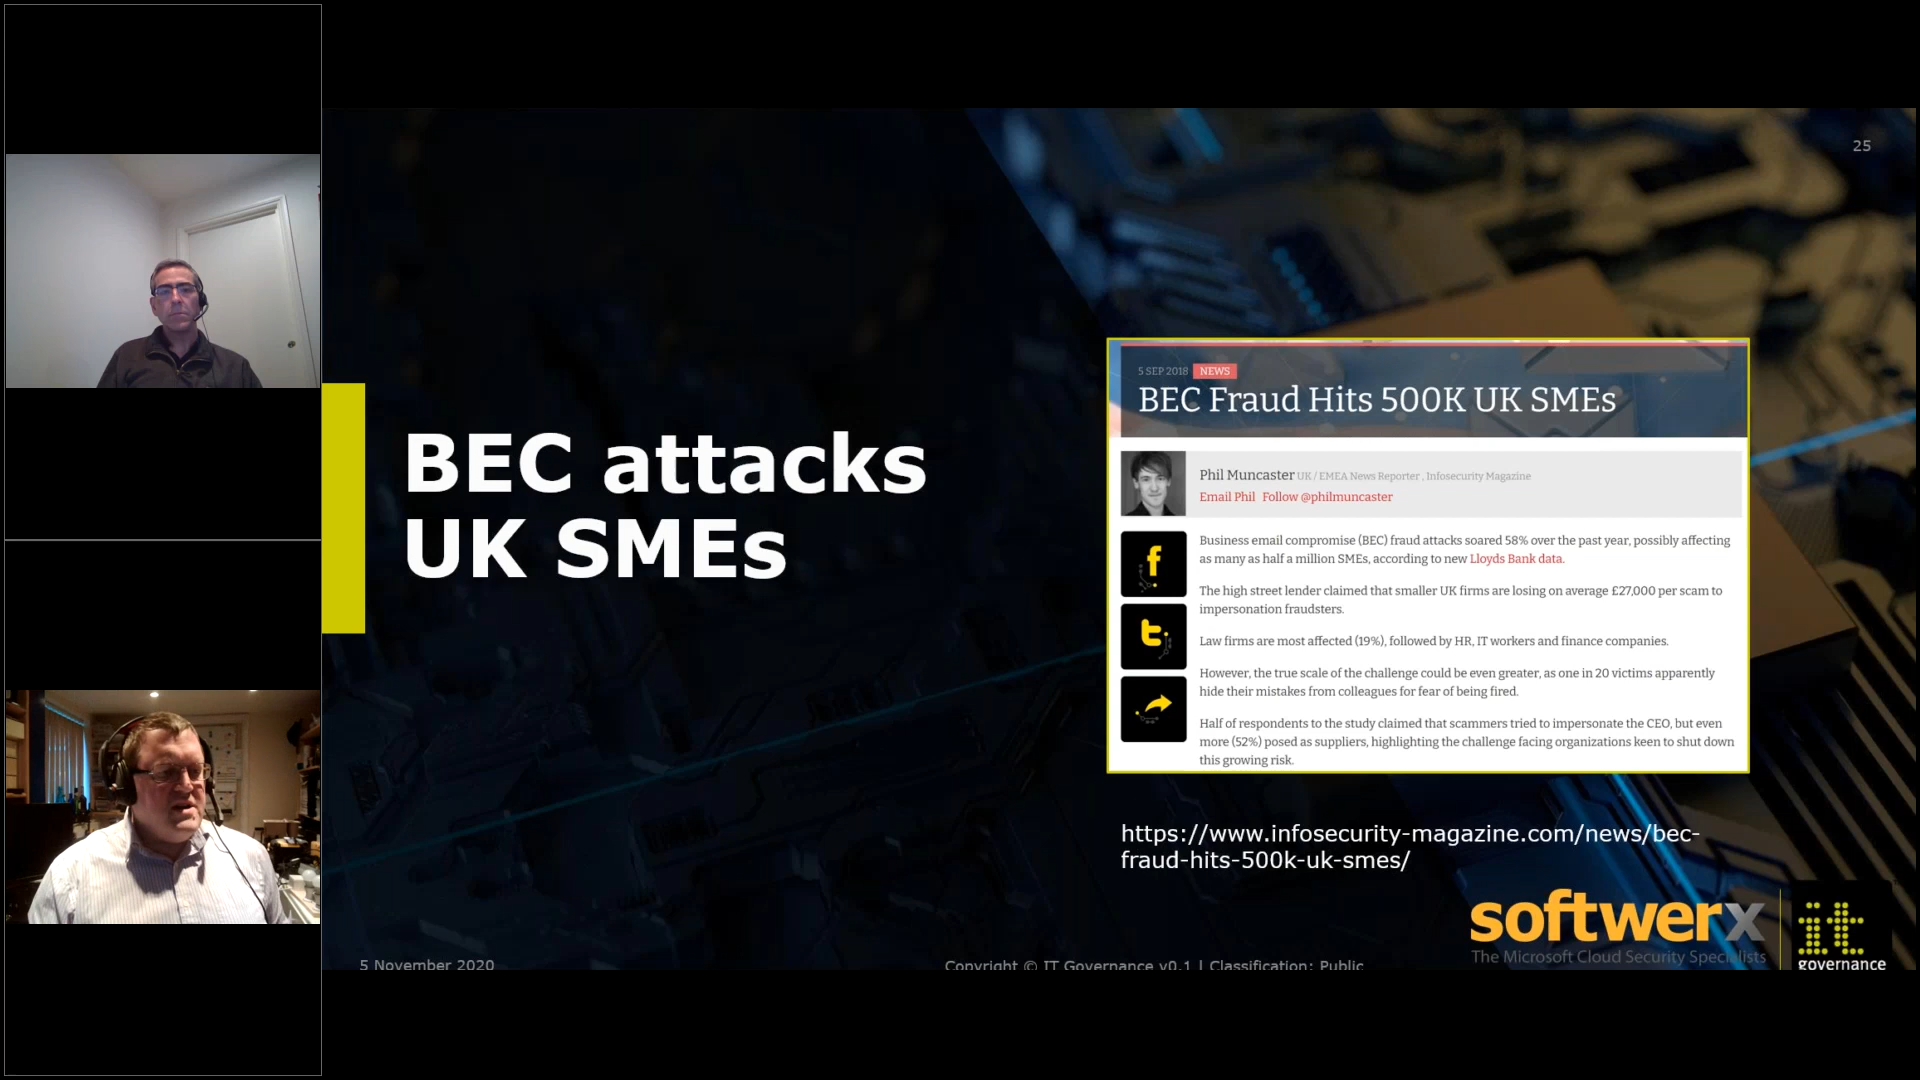 25
BEC attacks
UK SMEs
5 SEP 2018 NEWS
BEC Fraud Hits 500K UK SMEs
Phil Muncaster UK / EMEA News Reporter , Infosecurity Magazine
Email Phil Follow @philmuncaster
Business email compromise (BEC) fraud attacks soared 58% over the past year, possibly affecting
as many as half a million SMEs, according to new Lloyds Bank data.
The high street lender claimed that smaller UK firms are losing on average £27,000 per scam to
impersonation fraudsters.
Law firms are most affected (19%), followed by HR, IT workers and finance companies.
However, the true scale of the challenge could be even greater, as one in 20 victims apparently
hide their mistakes from colleagues for fear of being fired.
Half of respondents to the study claimed that scammers tried to impersonate the CEO, but even
more (52%) posed as suppliers, highlighting the challenge facing organizations keen to shut down
this growing risk.
https://www.infosecurity-magazine.com/news/bec-
fraud-hits-500k-uk-smes/
softwerx
The Microsoft Cloud Security Specialists
it
governance
5 November 2020
Copyright © IT Governance v0.1 | Classification: Public